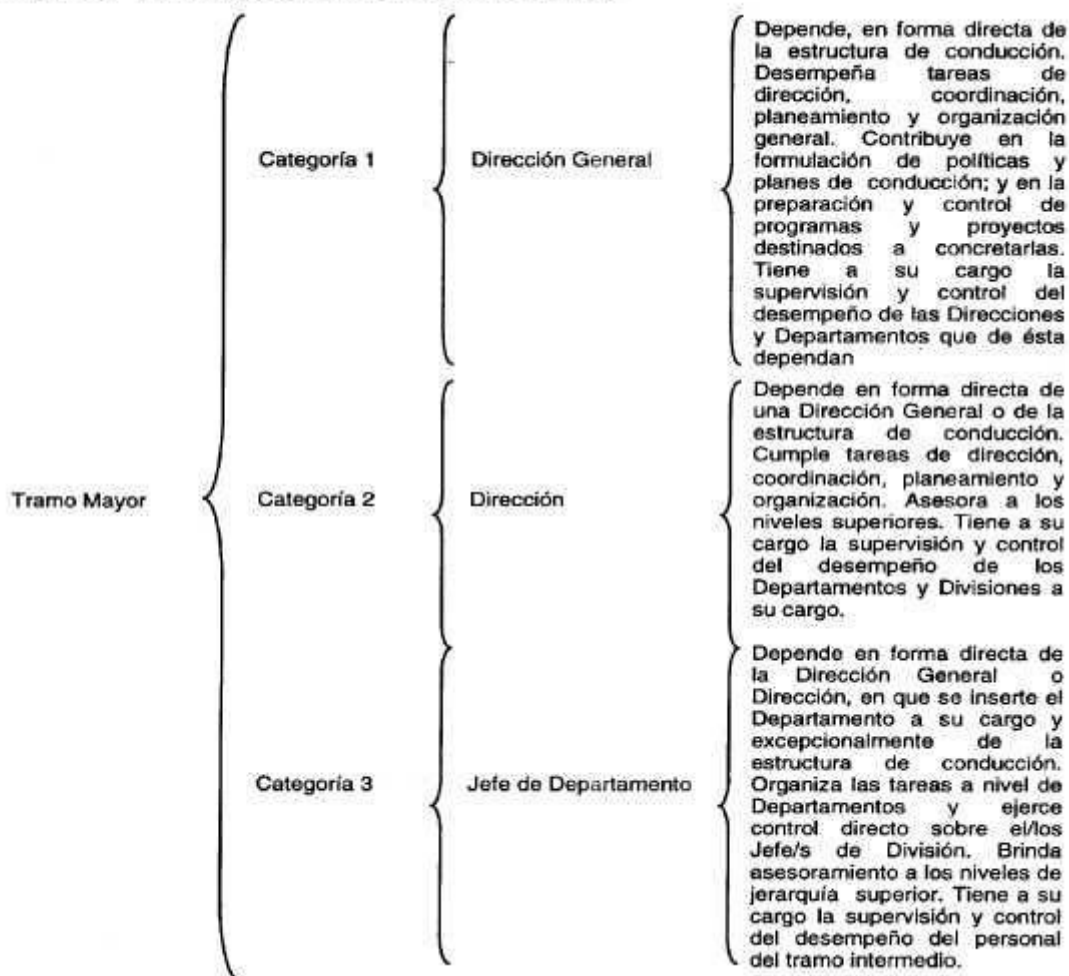 Tramo Mayor
Categoría 1
Dirección General
Depende, en forma directa de
la estructura de conducción.
Desempeña tareas de
dirección, coordinación,
planeamiento y organización
general. Contribuye en la
formulación de políticas y
planes de conducción; y en la
preparación y control de
programas y proyectos
destinados a concretarlas.
Tiene a su cargo la
supervisión y control del
desempeño de las Direcciones
y Departamentos que de ésta
dependan
Categoría 2
Dirección
Depende en forma directa de
una Dirección General o de la
estructura de conducción.
Cumple tareas de dirección,
coordinación, planeamiento y
organización. Asesora a los
niveles superiores. Tiene a su
cargo la supervisión y control
del desempeño de los
Departamentos y Divisiones a
su cargo.
Categoría 3
Jefe de Departamento
Depende en forma directa de
la Dirección General o
Dirección, en que se inserte el
Departamento a su cargo y
excepcionalmente de la
estructura de conducción.
Organiza las tareas a nivel de
Departamentos y ejerce
control directo sobre el/los
Jefe/s de División. Brinda
asesoramiento a los niveles de
jerarquía superior. Tiene a su
cargo la supervisión y control
del desempeño del personal
del tramo intermedio.